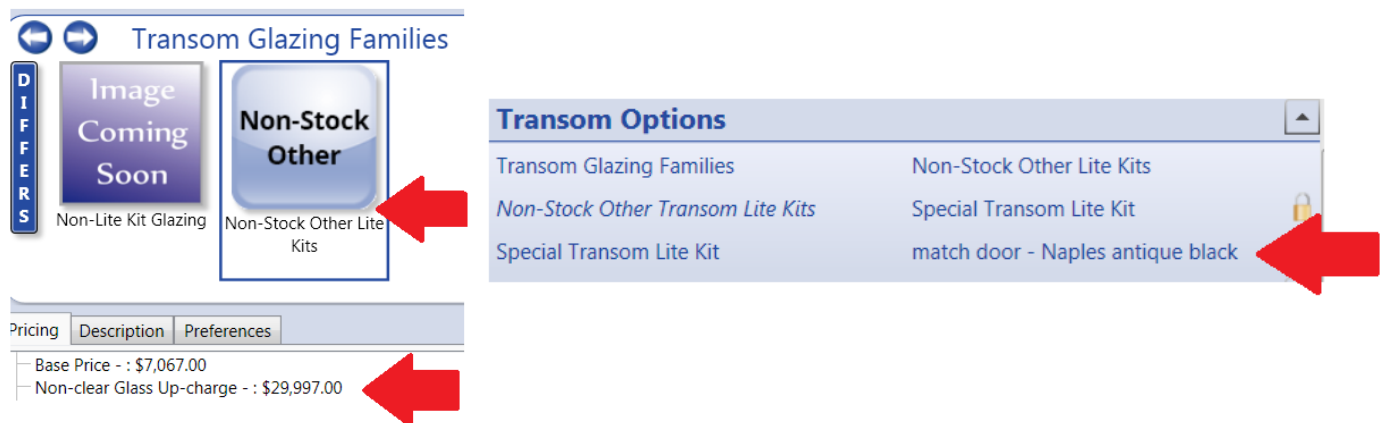 Transom Glazing Families
DIFFERS
Image
Coming
Soon
Non-Lite Kit Glazing
Non-Stock
Other
Non-Stock Other Lite
Kits
Pricing Description Preferences
Base Price - : $7,067.00
Non-clear Glass Up-charge - : $29,997.00
Transom Options
Transom Glazing Families Non-Stock Other Lite Kits
Non-Stock Other Transom Lite Kits Special Transom Lite Kit
Special Transom Lite Kit match door - Naples antique black